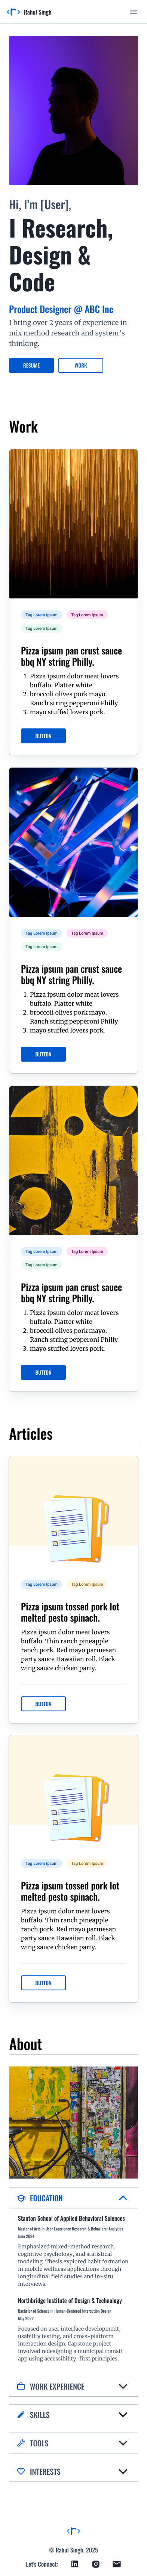 Rahul Singh
Hi, I'm [User],
I Research,
Design &
Code
Product Designer @ ABC Inc
I bring over 2 years of experience in
mix method research and system's
thinking.
RESUME
WORK
Work
Tag Lorem Ipsum
Tag Lorem Ipsum
Tag Lorem Ipsum
Pizza ipsum pan crust sauce
bbq NY string Philly.
1. Pizza ipsum dolor meat lovers
buffalo. Platter white
2. broccoli olives pork mayo.
Ranch string pepperoni Philly
3. mayo stuffed lovers pork.
BUTTON
Tag Lorem Ipsum
Tag Lorem Ipsum
Tag Lorem Ipsum
Pizza ipsum pan crust sauce
bbq NY string Philly.
1. Pizza ipsum dolor meat lovers
buffalo. Platter white
2. broccoli olives pork mayo.
Ranch string pepperoni Philly
3. mayo stuffed lovers pork.
BUTTON
Tag Lorem Ipsum
Tag Lorem Ipsum
Tag Lorem Ipsum
Pizza ipsum pan crust sauce
bbq NY string Philly.
1. Pizza ipsum dolor meat lovers
buffalo. Platter white
2. broccoli olives pork mayo.
Ranch string pepperoni Philly
3. mayo stuffed lovers pork.
BUTTON
Articles
Tag Lorem Ipsum
Tag Lorem Ipsum
Pizza ipsum tossed pork lot
melted pesto spinach.
Pizza ipsum dolor meat lovers
buffalo. Thin ranch pineapple
ranch pork. Red mayo parmesan
party sauce Hawaiian roll. Black
wing sauce chicken party.
BUTTON
Tag Lorem Ipsum
Tag Lorem Ipsum
Pizza ipsum tossed pork lot
melted pesto spinach.
Pizza ipsum dolor meat lovers
buffalo. Thin ranch pineapple
ranch pork. Red mayo parmesan
party sauce Hawaiian roll. Black
wing sauce chicken party.
BUTTON
About
EDUCATION
Stanton School of Applied Behavioral Sciences
Master of Arts in User Experience Research & Behavioral Analytics
June 2024
Emphasized mixed-method research,
cognitive psychology, and statistical
modeling. Thesis explored habit formation
in mobile wellness applications through
longitudinal field studies and in-situ
interviews.
Northbridge Institute of Design & Technology
Bachelor of Science in Human-Centered Interactive Design
May 2022
Focused on user interface development,
usability testing, and cross-platform
Interaction design. Capstone project
involved redesigning a municipal transit
app using accessibility-first principles.
WORK EXPERIENCE
SKILLS
TOOLS
INTERESTS
© Rahul Singh, 2025
Let's Connect: